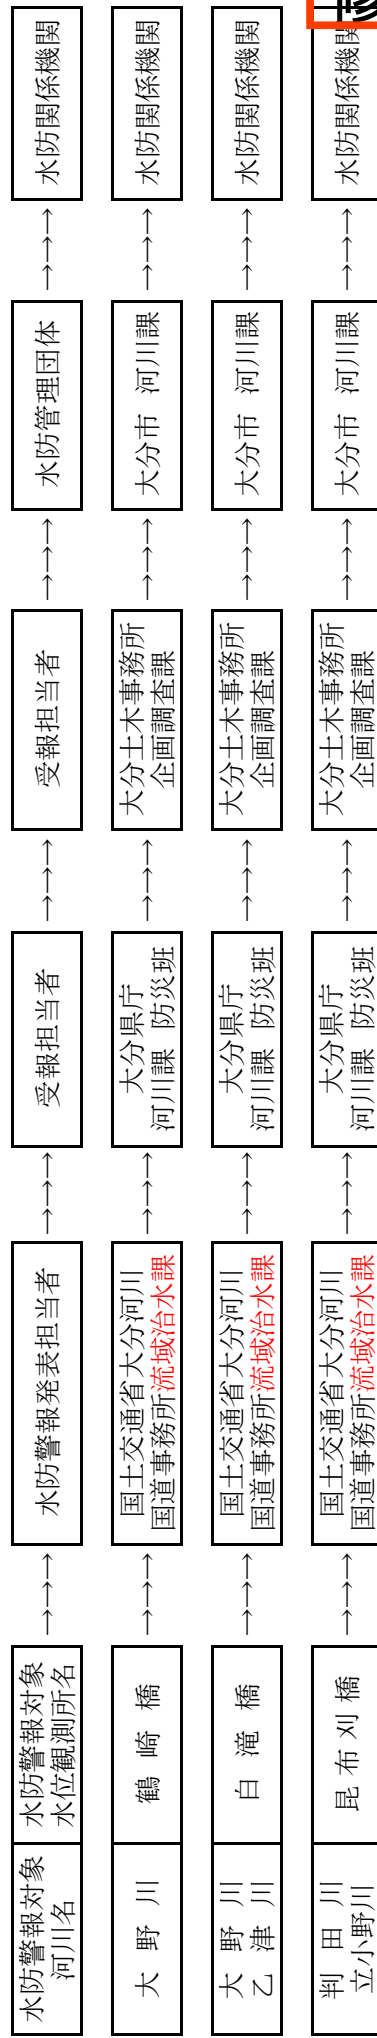 水防警報対象
河川名
水防警報対象
水位観測所名
水防警報発表担当者
受報担当者
受報担当者
水防管理団体
水防関係機関
大 野 川
鶴 崎 橋
国土交通省大分河川
国道事務所流域治水課
大分県庁
河川課 防災班
大分土木事務所
企画調査課
大分市 河川課
水防関係機関
大 野 川
乙 津 川
白 滝 橋
国土交通省大分河川
国道事務所流域治水課
大分県庁
河川課 防災班
大分土木事務所
企画調査課
大分市 河川課
水防関係機関
判 田 川
立小野川
昆 布 刈 橋
国土交通省大分河川
国道事務所流域治水課
大分県庁
河川課 防災班
大分土木事務所
企画調査課
大分市 河川課
水防関係機関